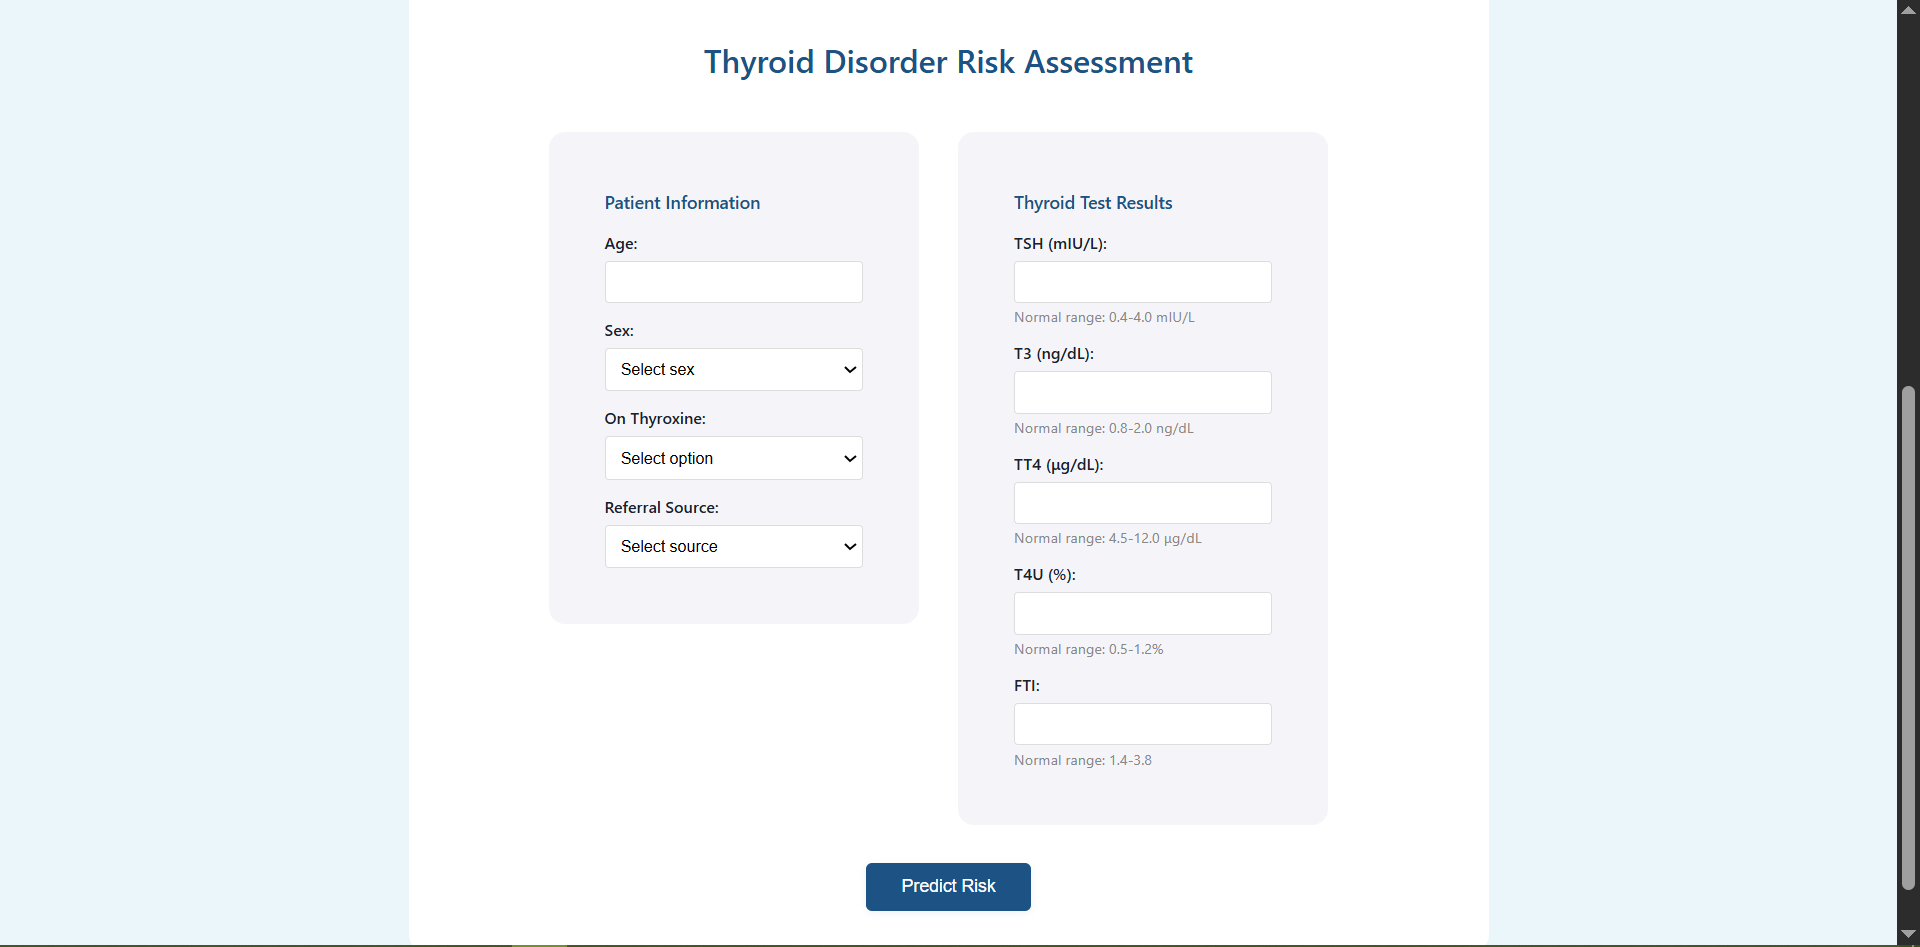 Thyroid Disorder Risk Assessment
Patient Information
Age:
Sex:
Select sex
On Thyroxine:
Select option
Referral Source:
Select source
Thyroid Test Results
TSH (mIU/L):
Normal range: 0.4-4.0 mIU/L
T3 (ng/dL):
Normal range: 0.8-2.0 ng/dL
TT4 (μg/dL):
Normal range: 4.5-12.0 μg/dL
T4U (%):
Normal range: 0.5-1.2%
FTI:
Normal range: 1.4-3.8
Predict Risk